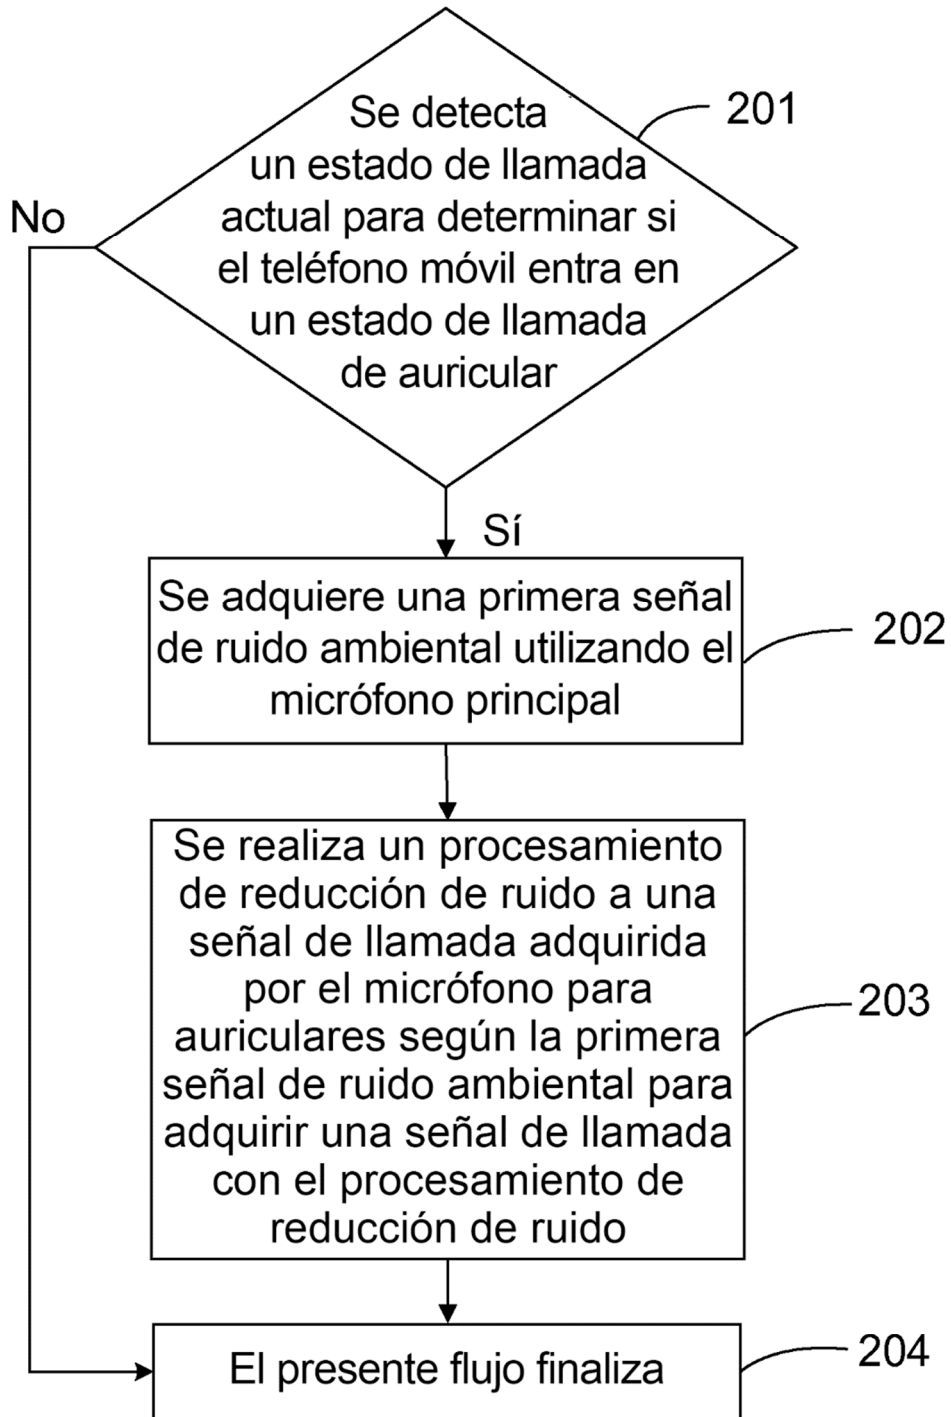 Se detecta
un estado de llamada
actual para determinar si
el teléfono móvil entra en
un estado de llamada
de auricular
201
No
Sí
Se adquiere una primera señal
de ruido ambiental utilizando el
micrófono principal
202
Se realiza un procesamiento
de reducción de ruido a una
señal de llamada adquirida
por el micrófono para
auriculares según la primera
señal de ruido ambiental para
adquirir una señal de llamada
con el procesamiento de
reducción de ruido
203
El presente flujo finaliza
204